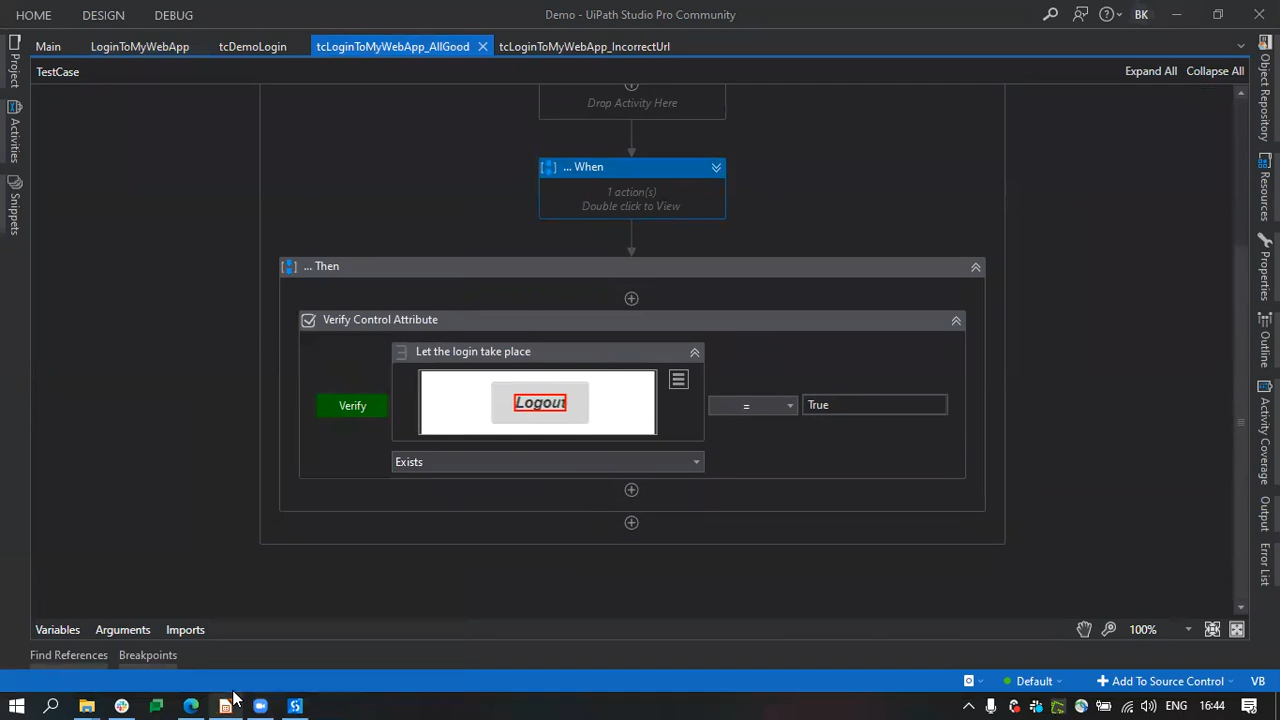 HOME DESIGN DEBUG Demo - UiPath Studio Pro Community BK
Main LoginToMyWebApp tcDemoLogin tcLoginToMyWebApp_AllGood tcLoginToMyWebApp_IncorrectUrl
TestCase Expand All Collapse All
Project
Activities
Snippets
Drop Activity Here
... When
1 action(s)
Double click to View
... Then
Verify Control Attribute
Let the login take place
Verify
Logout
= True
Exists
Object Repository
Resources
Properties
Outline
Activity Coverage
Output
Error List
Variables Arguments Imports 100%
Find References Breakpoints
Default Add To Source Control VB
ENG 16:44